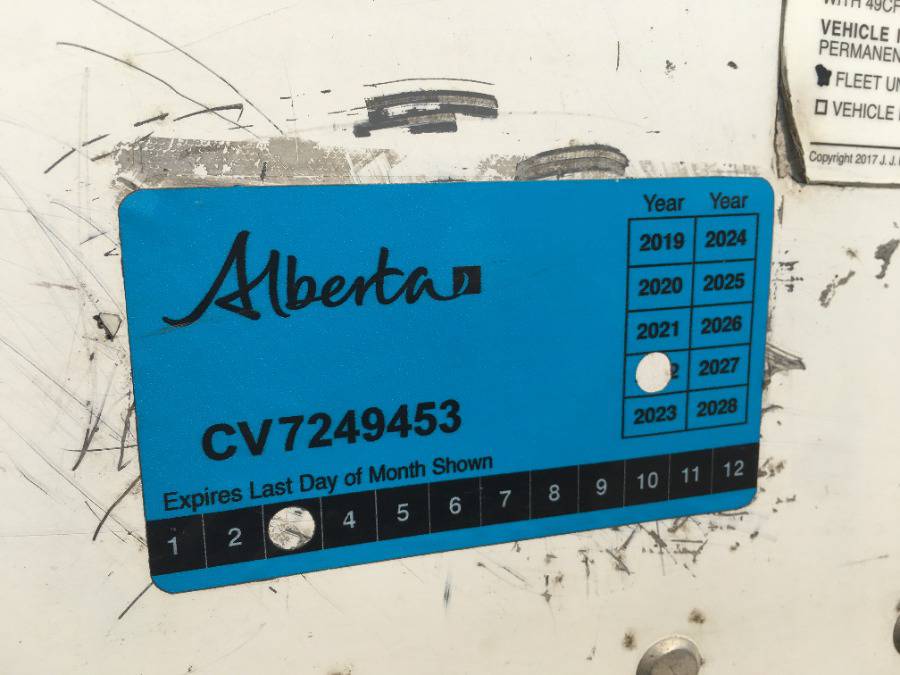 WITH 49CF
VEHICLE
PERMANEN
FLEET UN
VEHICLE
Copyright 2017 J. J.
Alberta
Year Year
2019 2024
2020 2025
2021 2026
2 2027
2023 2028
CV7249453
Expires Last Day of Month Shown
1 2 4 5 6 7 8 9 10 11 12